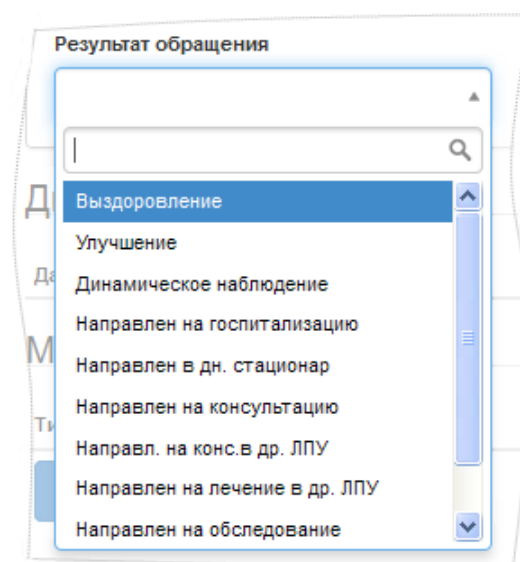 Результат обращения
Выздоровление
Улучшение
Динамическое наблюдение
Направлен на госпитализацию
Направлен в дн. стационар
Направлен на консультацию
Направл. на конс.в др. ЛПУ
Направлен на лечение в др. ЛПУ
Направлен на обследование